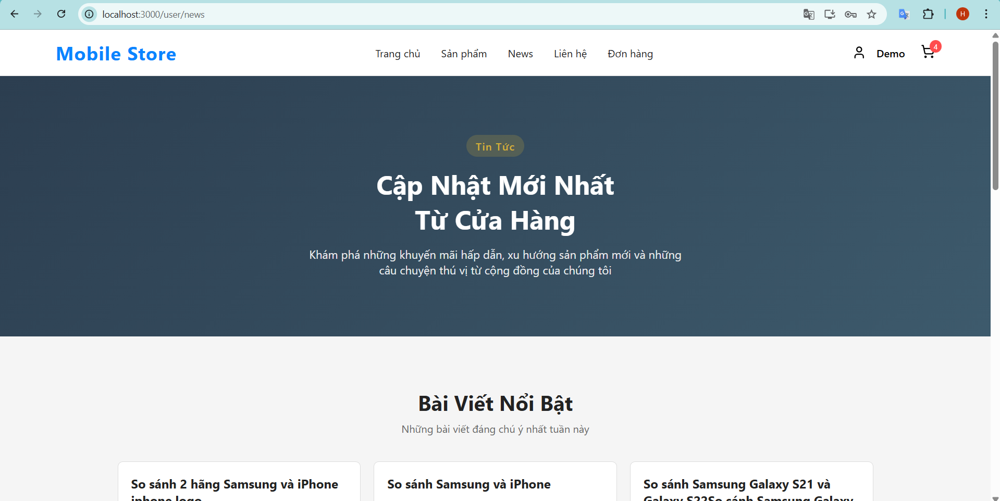 localhost:3000/user/news
H
Mobile Store
Trang chủ
Sản phẩm
News
Liên hệ
Đơn hàng
Demo
4
Tin Tức
Cập Nhật Mới Nhất
Từ Cửa Hàng
Khám phá những khuyến mãi hấp dẫn, xu hướng sản phẩm mới và những
câu chuyện thú vị từ cộng đồng của chúng tôi
Bài Viết Nổi Bật
Những bài viết đáng chú ý nhất tuần này
So sánh 2 hãng Samsung và iPhone
iphone logo
So sánh Samsung và iPhone
So sánh Samsung Galaxy S21 và
Galaxy S22So sánh Samsung Galaxy